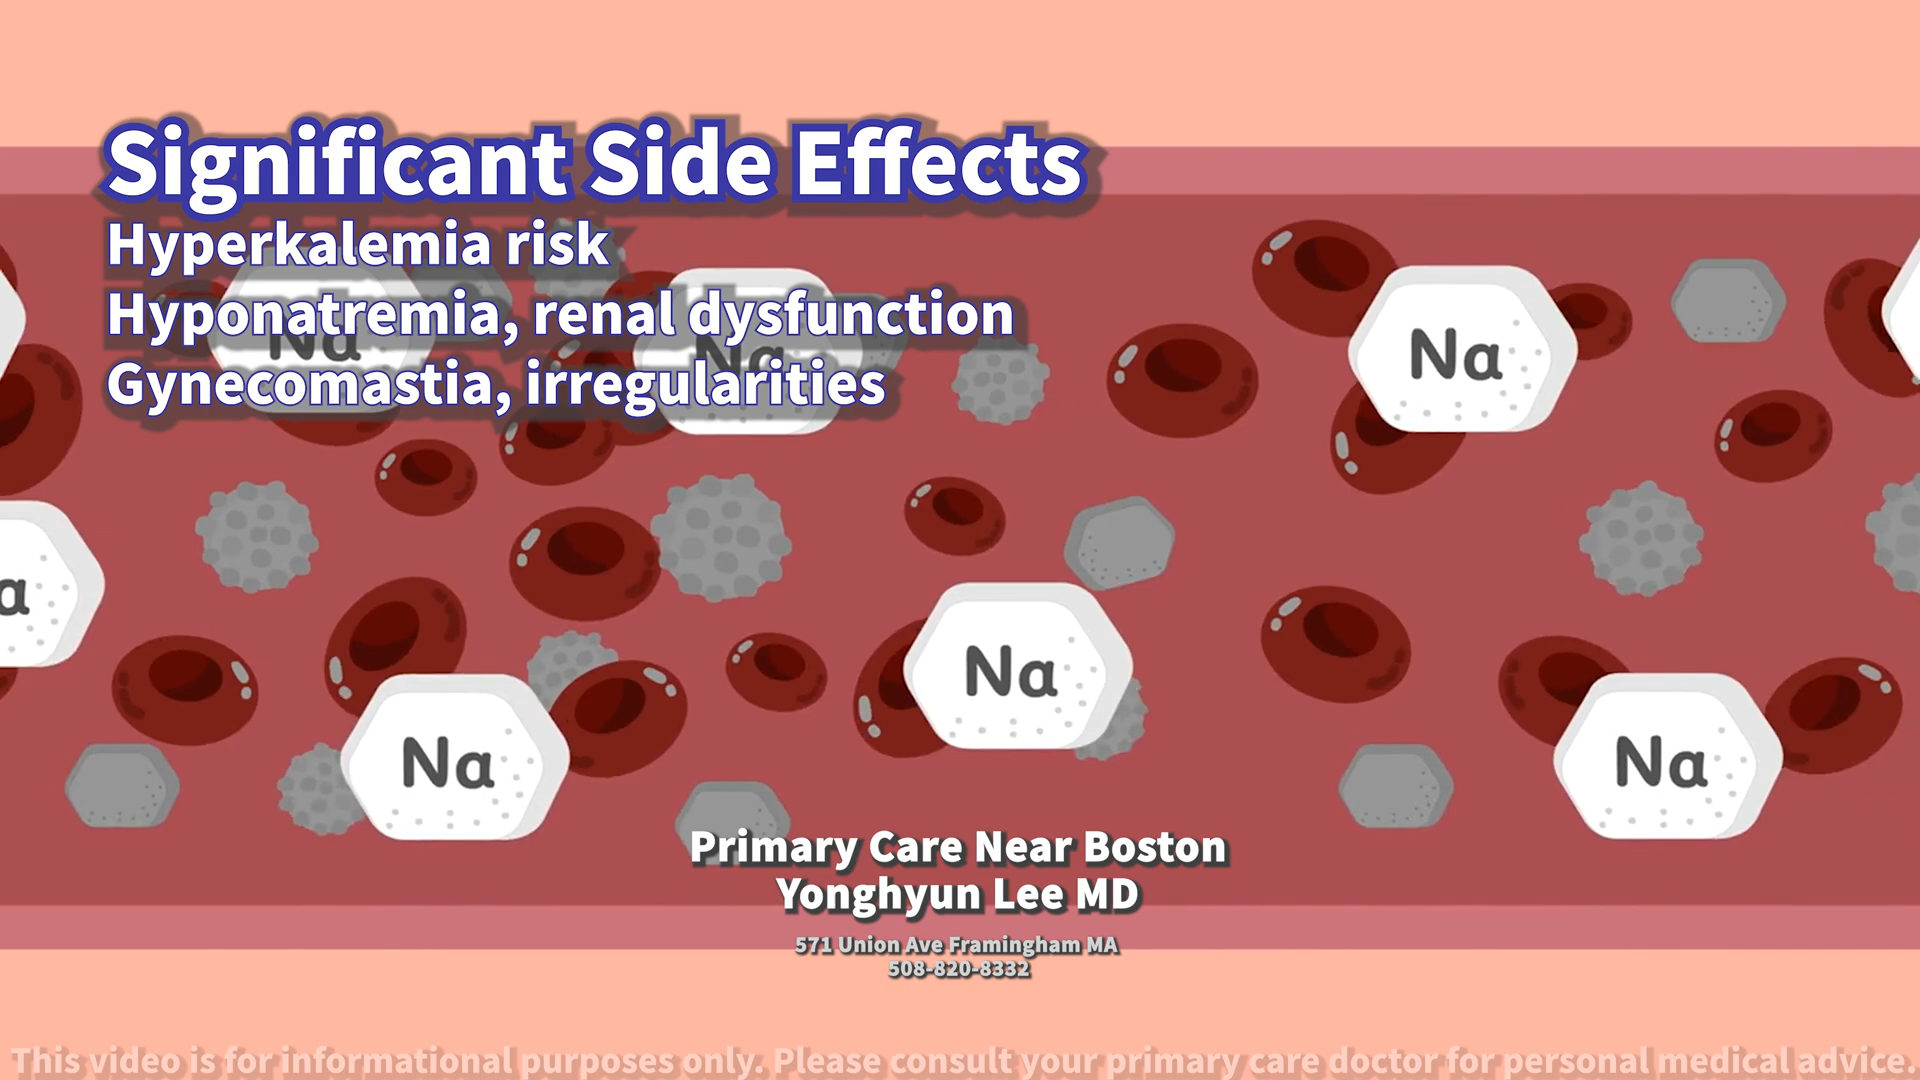 Significant Side Effects
Hyperkalemia risk
Hyponatremia, renal dysfunction
Gynecomastia, irregularities
Na
Na
Na
a
Na
Na
Na
Primary Care Near Boston
Yonghyun Lee MD
571 Union Ave Framingham MA
508-820-8332
This video is for informational purposes only. Please consult your primary care doctor for personal medical advice.